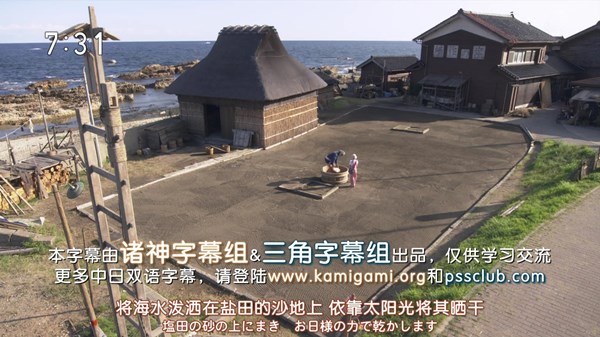 7:31
本字幕由诸神字幕组&三角字幕组出品，仅供学习交流
更多中日双语字幕，请登陆www.kamigami.org和pssclub.com
将海水泼洒在盐田的沙地上 依靠太阳光将其晒干
塩田の砂の上にまき お日様の力で乾かします